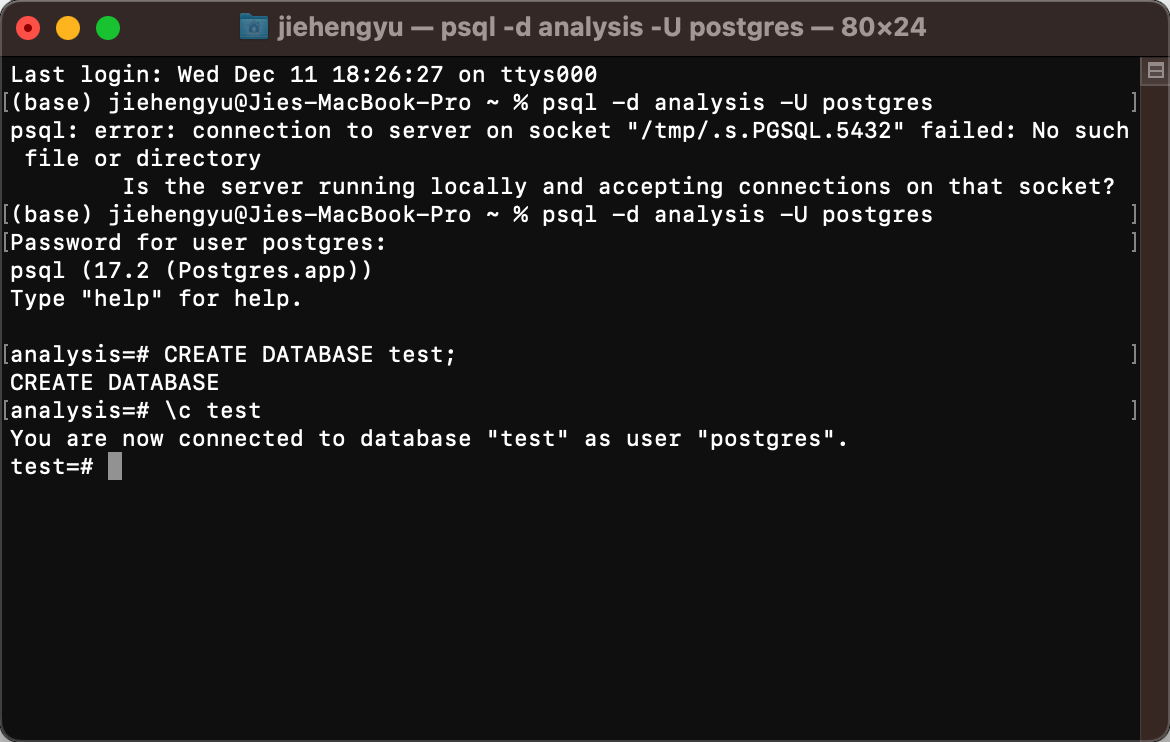 jiehengyu — psql -d analysis -U postgres — 80×24
Last login: Wed Dec 11 18:26:27 on ttys000
[(base) jiehengyu@Jies-MacBook-Pro ~ % psql -d analysis -U postgres ]
psql: error: connection to server on socket "/tmp/.s.PGSQL.5432" failed: No such
 file or directory
        Is the server running locally and accepting connections on that socket?
[(base) jiehengyu@Jies-MacBook-Pro ~ % psql -d analysis -U postgres ]
[Password for user postgres: ]
psql (17.2 (Postgres.app))
Type "help" for help.

[analysis=# CREATE DATABASE test; ]
CREATE DATABASE
[analysis=# \c test ]
You are now connected to database "test" as user "postgres".
test=#